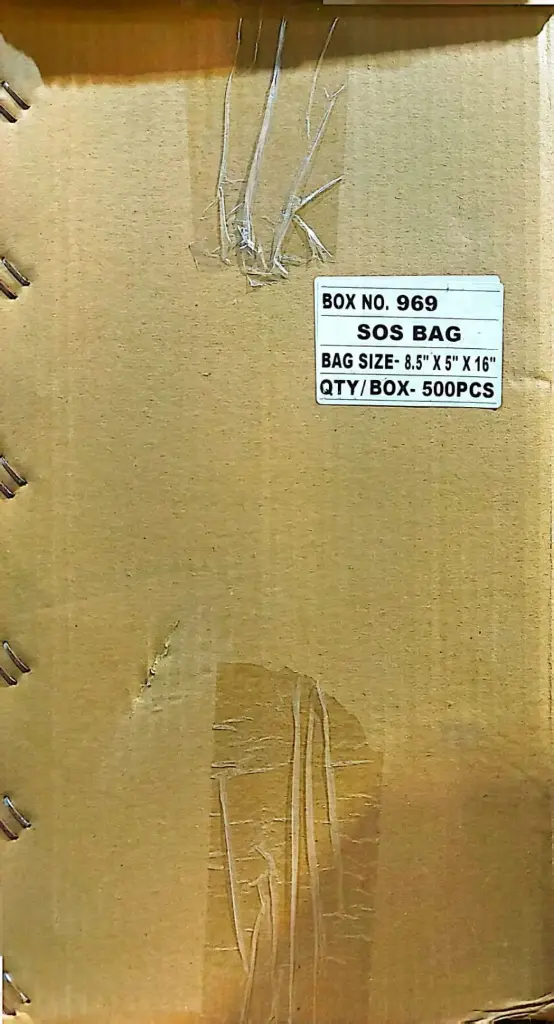 BOX NO. 969
SOS BAG
BAG SIZE- 8.5" X 5" X 16"
QTY/BOX- 500PCS